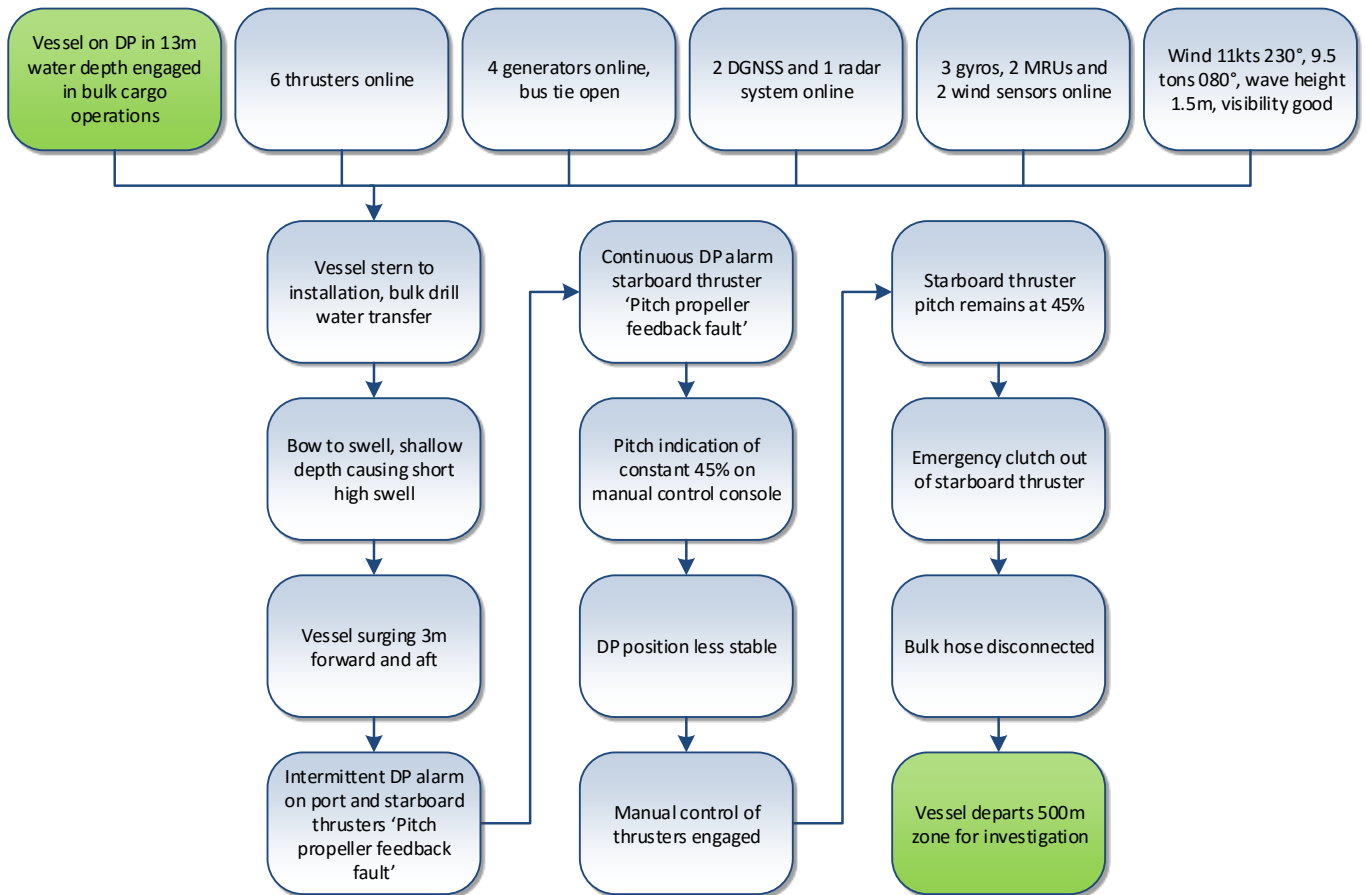 Vessel on DP in 13m
water depth engaged
in bulk cargo
operations
6 thrusters online
4 generators online,
bus tie open
2 DGNSS and 1 radar
system online
3 gyros, 2 MRUs and
2 wind sensors online
Wind 11kts 230°, 9.5
tons 080°, wave height
1.5m, visibility good
Vessel stern to
installation, bulk drill
water transfer
Bow to swell, shallow
depth causing short
high swell
Vessel surging 3m
forward and aft
Intermittent DP alarm
on port and starboard
thrusters ‘Pitch
propeller feedback
fault’
Continuous DP alarm
starboard thruster
‘Pitch propeller
feedback fault’
Pitch indication of
constant 45% on
manual control console
DP position less stable
Manual control of
thrusters engaged
Starboard thruster
pitch remains at 45%
Emergency clutch out
of starboard thruster
Bulk hose disconnected
Vessel departs 500m
zone for investigation